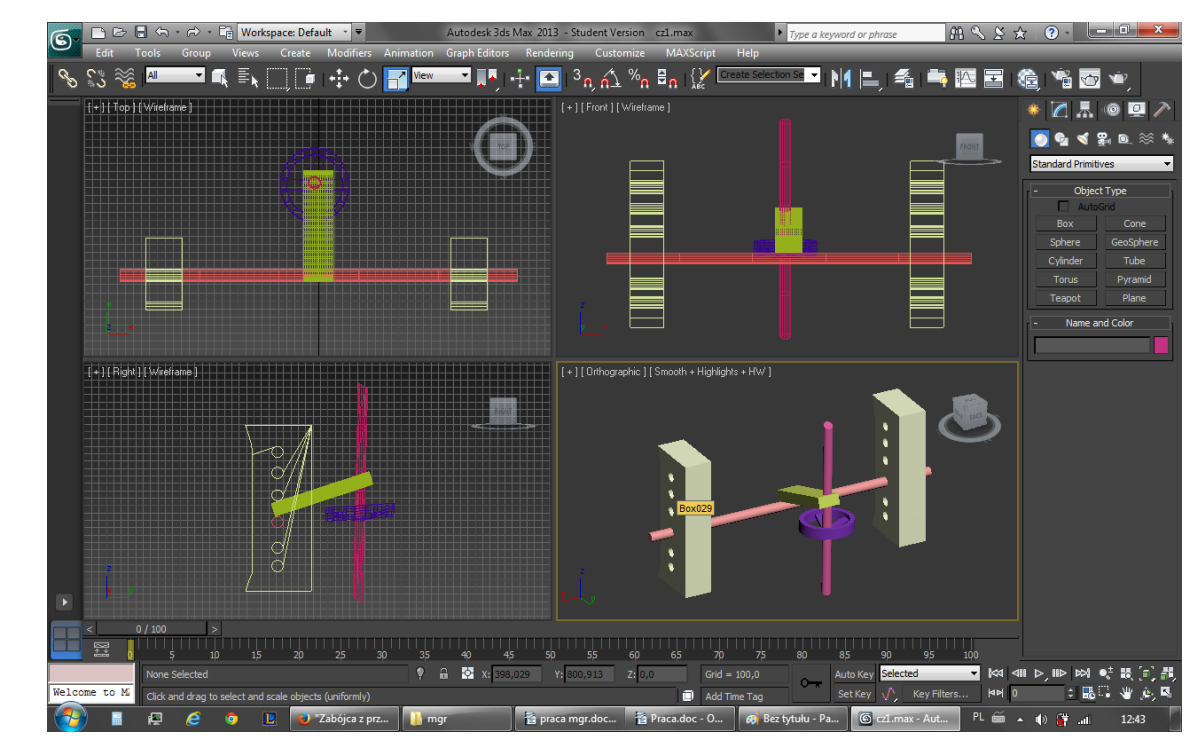 Workspace: Default
Autodesk 3ds Max 2013 - Student Version cz1.max
Type a keyword or phrase
Edit Tools Group Views Create Modifiers Animation Graph Editors Rendering Customize MAXScript Help
All
View
3
Create Selection Se
ABC
[ + ] [ Top ] [ Wireframe ]
TOP
[ + ] [ Front ] [ Wireframe ]
FRONT
Standard Primitives
- Object Type
AutoGrid
Box Cone
Sphere GeoSphere
Cylinder Tube
Torus Pyramid
Teapot Plane
- Name and Color
[ + ] [ Right ] [ Wireframe ]
RIGHT
[ + ] [ Orthographic ] [ Smooth + Highlights + HW ]
BACK
Box029
z
x
y
< 0 / 100 >
0 5 10 15 20 25 30 35 40 45 50 55 60 65 70 75 80 85 90 95 100
None Selected
X: 398,029 Y: 800,913 Z: 0,0 Grid = 100,0
Auto Key Selected
Welcome to M
Click and drag to select and scale objects (uniformly)
Add Time Tag
Set Key Key Filters...
0
"Zabójca z prz... mgr praca mgr.doc... Praca.doc - O... Bez tytułu - Pa... cz1.max - Aut...
PL 12:43